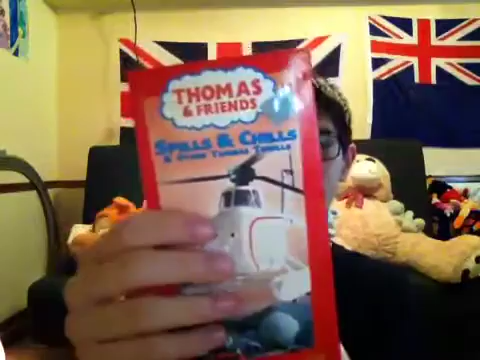 THOMAS
& FRIENDS
SPILLS & CHILLS
& OTHER THOMAS THRILLS